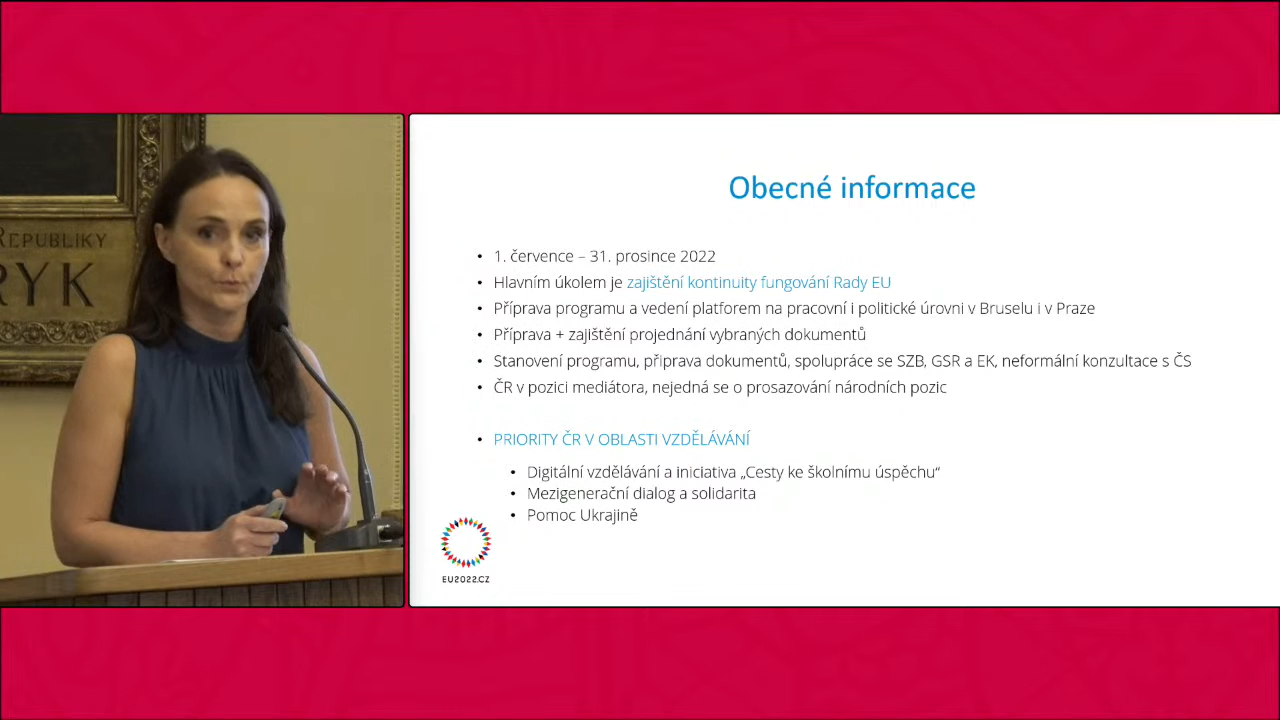 REPUBLIKY
RYK
Obecné informace
• 1. července – 31. prosince 2022
• Hlavním úkolem je zajištění kontinuity fungování Rady EU
• Příprava programu a vedení platforem na pracovní i politické úrovni v Bruselu i v Praze
• Příprava + zajištění projednání vybraných dokumentů
• Stanovení programu, příprava dokumentů, spolupráce se SZB, GSR a EK, neformální konzultace s ČS
• ČR v pozici mediátora, nejedná se o prosazování národních pozic
• PRIORITY ČR V OBLASTI VZDĚLÁVÁNÍ
• Digitální vzdělávání a iniciativa „Cesty ke školnímu úspěchu“
• Mezigenerační dialog a solidarita
• Pomoc Ukrajině
EU2022.CZ